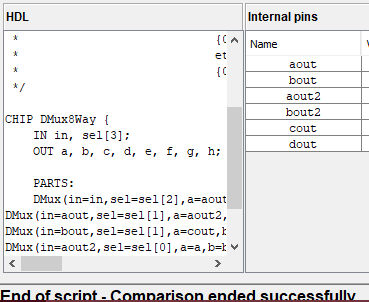 HDL
Internal pins
Name
* {0
* et
* {0
*/
CHIP DMux8Way {
IN in, sel[3];
OUT a, b, c, d, e, f, g, h;
PARTS:
DMux(in=in,sel=sel[2],a=aout
DMux(in=aout,sel=sel[1],a=aout2,
DMux(in=bout,sel=sel[1],a=cout,b
DMux(in=aout2,sel=sel[0],a=a,b=b
aout
bout
aout2
bout2
cout
dout
End of script - Comparison ended successfully